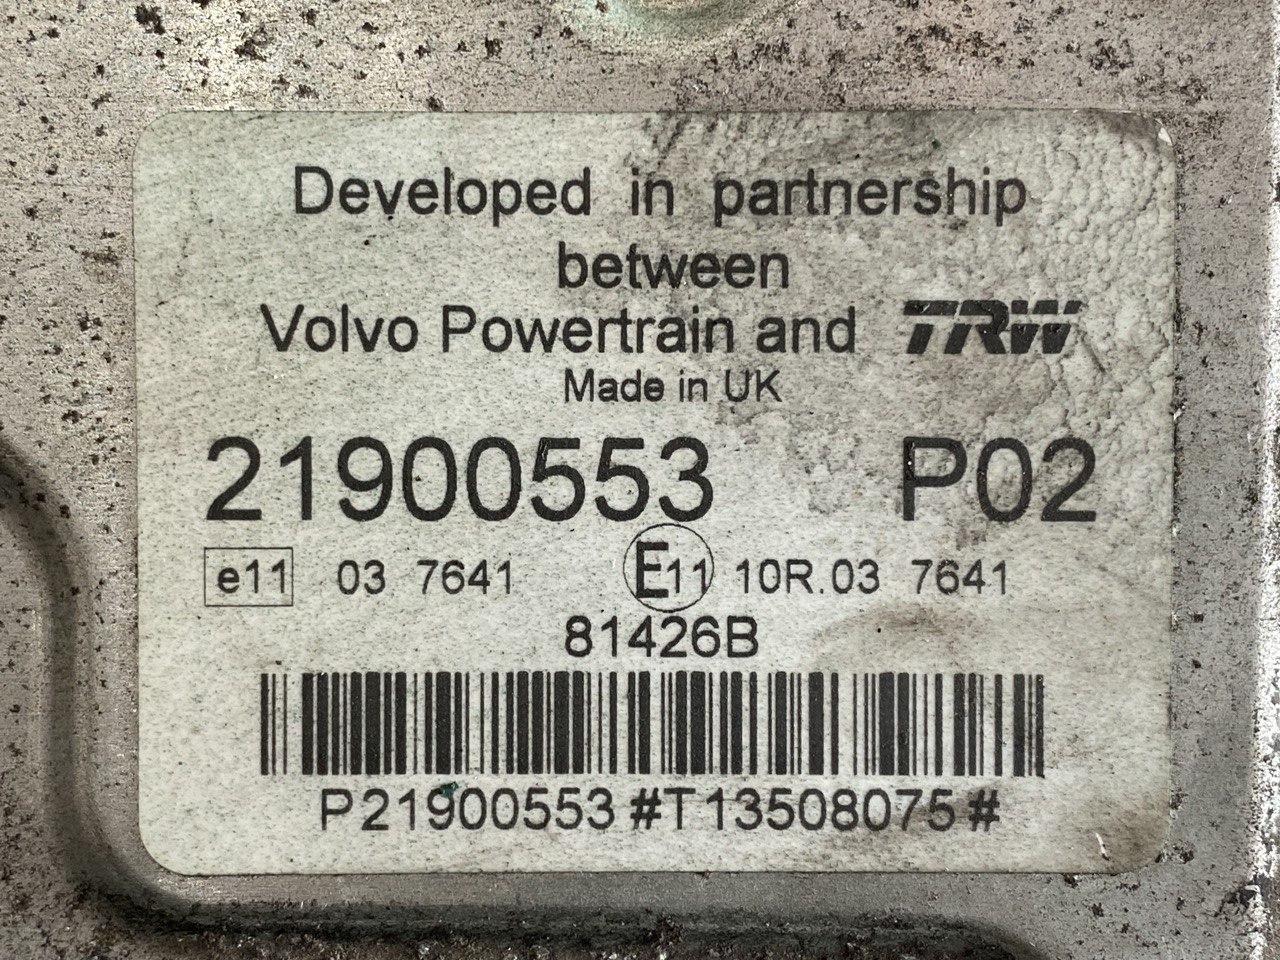 Developed in partnership
between
Volvo Powertrain and TRW
Made in UK
21900553 P02
e11 03 7641 E11 10R.03 7641
81426B
P21900553#T13508075#